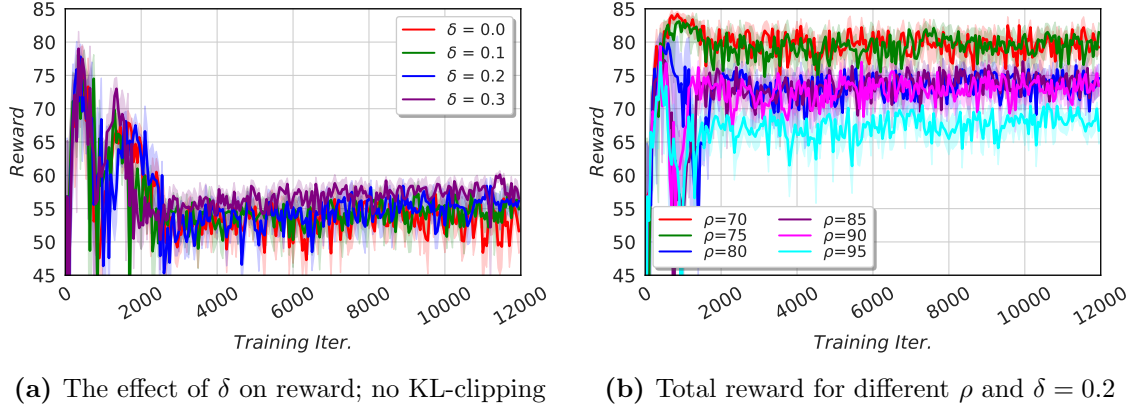 85
80
75
70
65
60
55
50
45
Reward
δ = 0.0
δ = 0.1
δ = 0.2
δ = 0.3
0
2000
4000
6000
8000
10000
12000
Training Iter.
(a) The effect of δ on reward; no KL-clipping
85
80
75
70
65
60
55
50
45
Reward
ρ=70
ρ=75
ρ=80
ρ=85
ρ=90
ρ=95
0
2000
4000
6000
8000
10000
12000
Training Iter.
(b) Total reward for different ρ and δ = 0.2